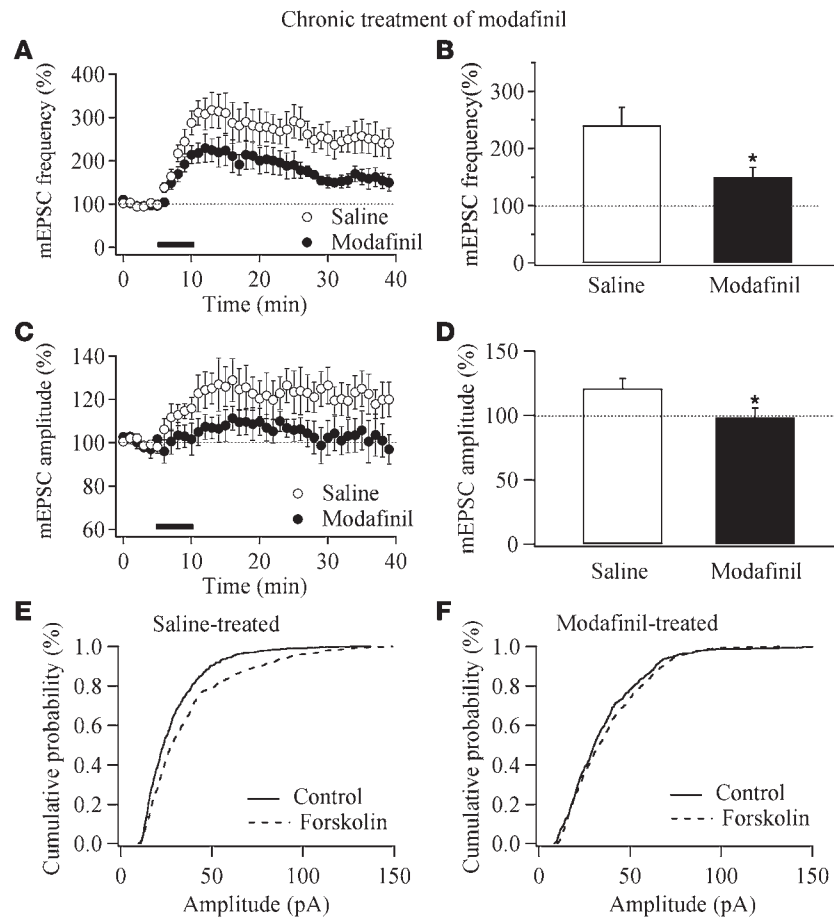 Chronic treatment of modafinil
A
mEPSC frequency (%)
400
300
200
100
0
Saline
Modafinil
0 10 20 30 40
Time (min)
B
mEPSC frequency(%)
300
200
100
0
*
Saline Modafinil
C
mEPSC amplitude (%)
140
120
100
80
60
Saline
Modafinil
0 10 20 30 40
Time (min)
D
mEPSC amplitude (%)
150
100
50
0
*
Saline Modafinil
E
Saline-treated
Cumulative probability (%)
1.0
0.8
0.6
0.4
0.2
0.0
Control
Forskolin
0 50 100 150
Amplitude (pA)
F
Modafinil-treated
Cumulative probability (%)
1.0
0.8
0.6
0.4
0.2
0.0
Control
Forskolin
0 50 100 150
Amplitude (pA)